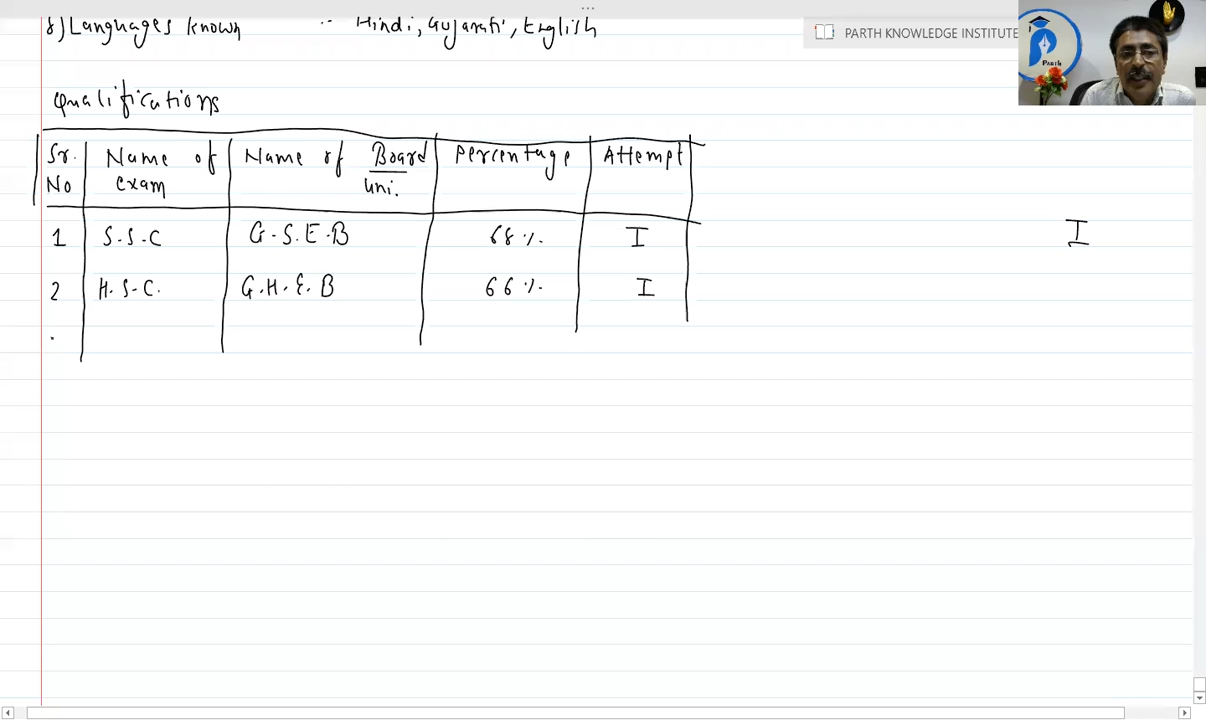 8) Languages known :- Hindi, Gujarati, English
PARTH KNOWLEDGE INSTITUTE
Parth
Qualifications
Sr. No Name of exam Name of Board Uni. Percentage Attempt
1 S.S.C G.S.E.B 68 % I
I
2 H.S.C. G.H.E.B 66 % I